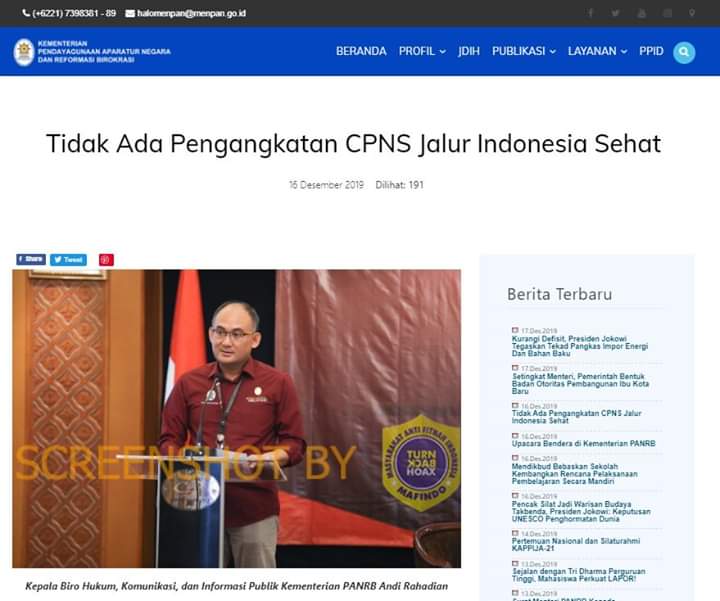 (+6221) 7398381 - 89 halomenpan@menpan.go.id
KEMENTERIAN
PENDAYAGUNAAN APARATUR NEGARA
DAN REFORMASI BIROKRASI
BERANDA PROFIL JDIH PUBLIKASI LAYANAN PPID
Tidak Ada Pengangkatan CPNS Jalur Indonesia Sehat
16 Desember 2019 Dilihat: 191
Share Tweet
SCREENSHOT BY
MASYARAKAT ANTI FITNAH INDONESIA
TURN
BACK
HOAX
MAFINDO
Kepala Biro Hukum, Komunikasi, dan Informasi Publik Kementerian PANRB Andi Rahadian
Berita Terbaru
17.Des.2019
Kurangi Defisit, Presiden Jokowi
Tegaskan Tekad Pangkas Impor Energi
Dan Bahan Baku
17.Des.2019
Setingkat Menteri, Pemerintah Bentuk
Badan Otoritas Pembangunan Ibu Kota
Baru
16.Des.2019
Tidak Ada Pengangkatan CPNS Jalur
Indonesia Sehat
16.Des.2019
Upacara Bendera di Kementerian PANRB
16.Des.2019
Mendikbud Bebaskan Sekolah
Kembangkan Rencana Pelaksanaan
Pembelajaran Secara Mandiri
16.Des.2019
Pencak Silat Jadi Warisan Budaya
Takbenda, Presiden Jokowi: Keputusan
UNESCO Penghormatan Dunia
14.Des.2019
Pertemuan Nasional dan Silaturahmi
KAPPIJA-21
13.Des.2019
Sejalan dengan Tri Dharma Perguruan
Tinggi, Mahasiswa Perkuat LAPOR!
13.Des.2019